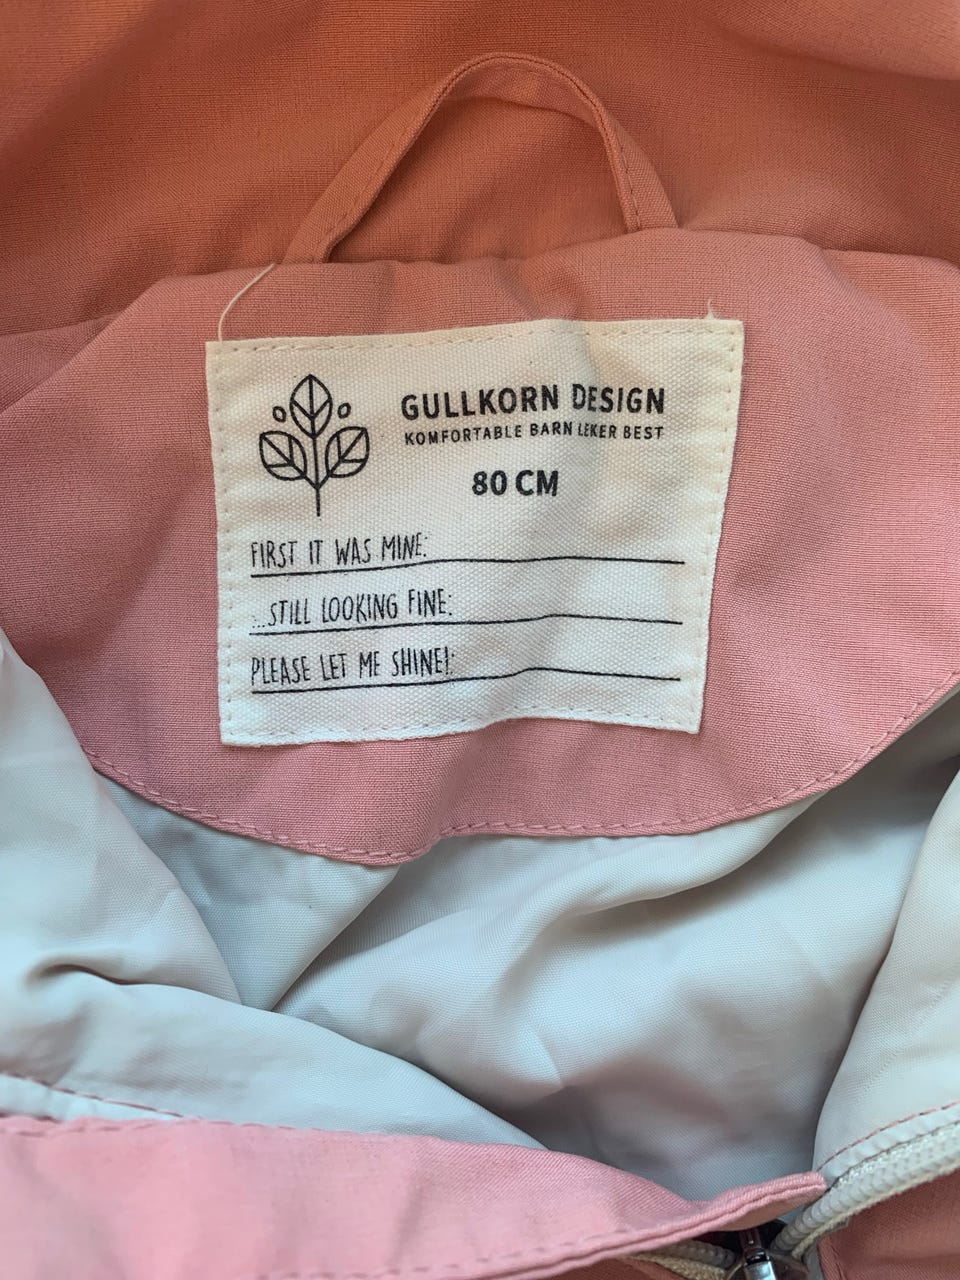 GULLKORN DESIGN
KOMFORTABLE BARN LEKER BEST
80 CM
FIRST IT WAS MINE:
...STILL LOOKING FINE:
PLEASE LET ME SHINE!: